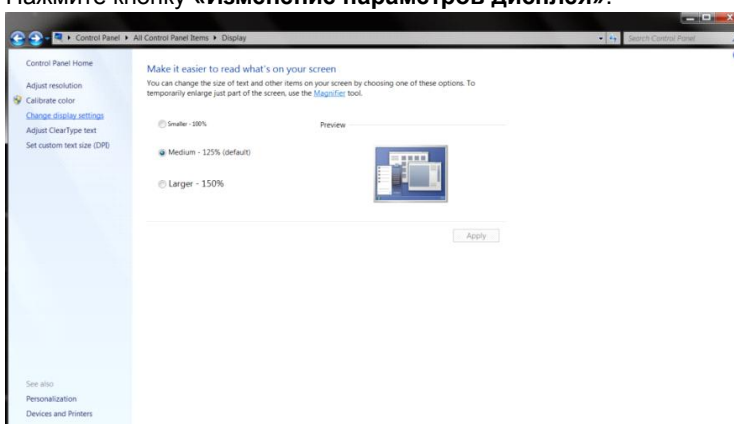 Нажмите кнопку «Изменение параметров дисплея».
Control Panel ▸ All Control Panel Items ▸ Display
Search Control Panel
Control Panel Home
Adjust resolution
Calibrate color
Change display settings
Adjust ClearType text
Set custom text size (DPI)
See also
Personalization
Devices and Printers
Make it easier to read what's on your screen
You can change the size of text and other items on your screen by choosing one of these options. To
temporarily enlarge just part of the screen, use the Magnifier tool.
Smaller - 100%
Preview
Medium - 125% (default)
Larger - 150%
Apply